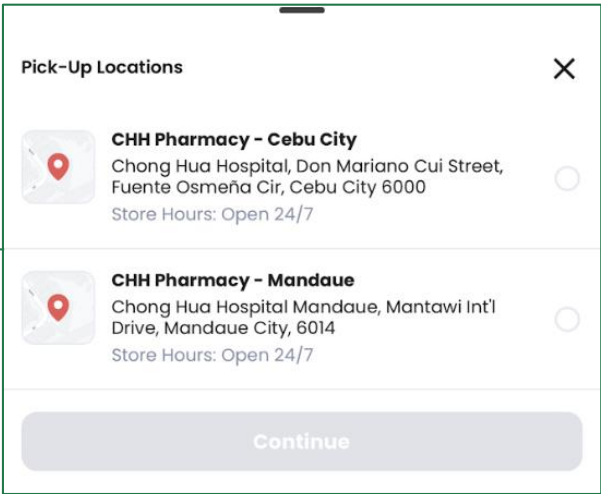 Pick-Up Locations
CHH Pharmacy - Cebu City
Chong Hua Hospital, Don Mariano Cui Street,
Fuente Osmeña Cir, Cebu City 6000
Store Hours: Open 24/7
CHH Pharmacy - Mandaue
Chong Hua Hospital Mandaue, Mantawi Int'l
Drive, Mandaue City, 6014
Store Hours: Open 24/7
Continue